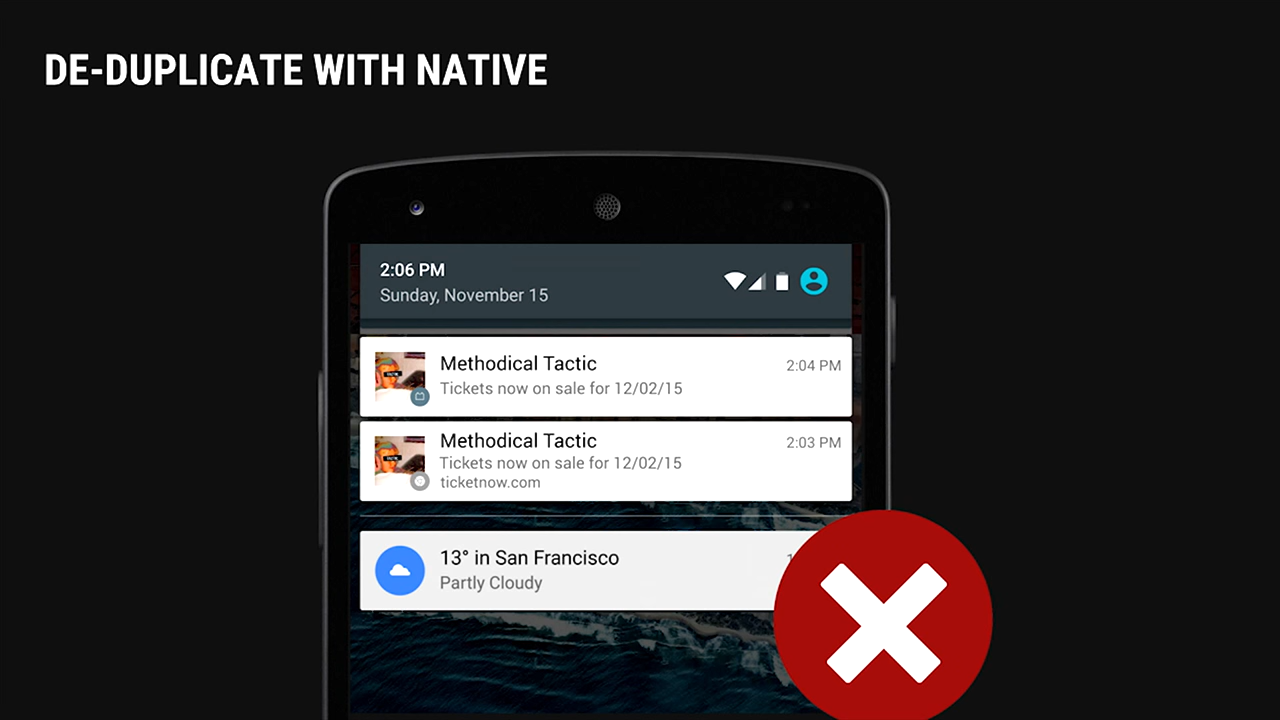 DE-DUPLICATE WITH NATIVE
2:06 PM
Sunday, November 15
Methodical Tactic
2:04 PM
Tickets now on sale for 12/02/15
Methodical Tactic
2:03 PM
Tickets now on sale for 12/02/15
ticketnow.com
13° in San Francisco
Partly Cloudy